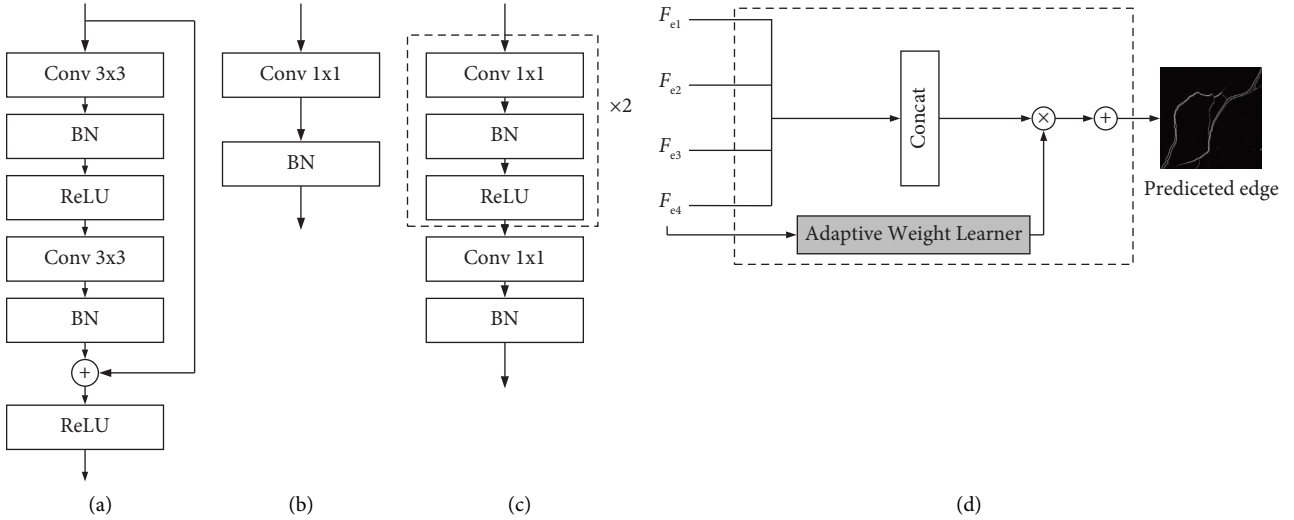 Conv 3x3
BN
ReLU
Conv 3x3
BN
+
ReLU
(a)
Conv 1x1
BN
(b)
Conv 1x1
BN
ReLU
×2
Conv 1x1
BN
(c)
Fe1
Fe2
Fe3
Fe4
Concat
×
+
Adaptive Weight Learner
Prediceted edge
(d)